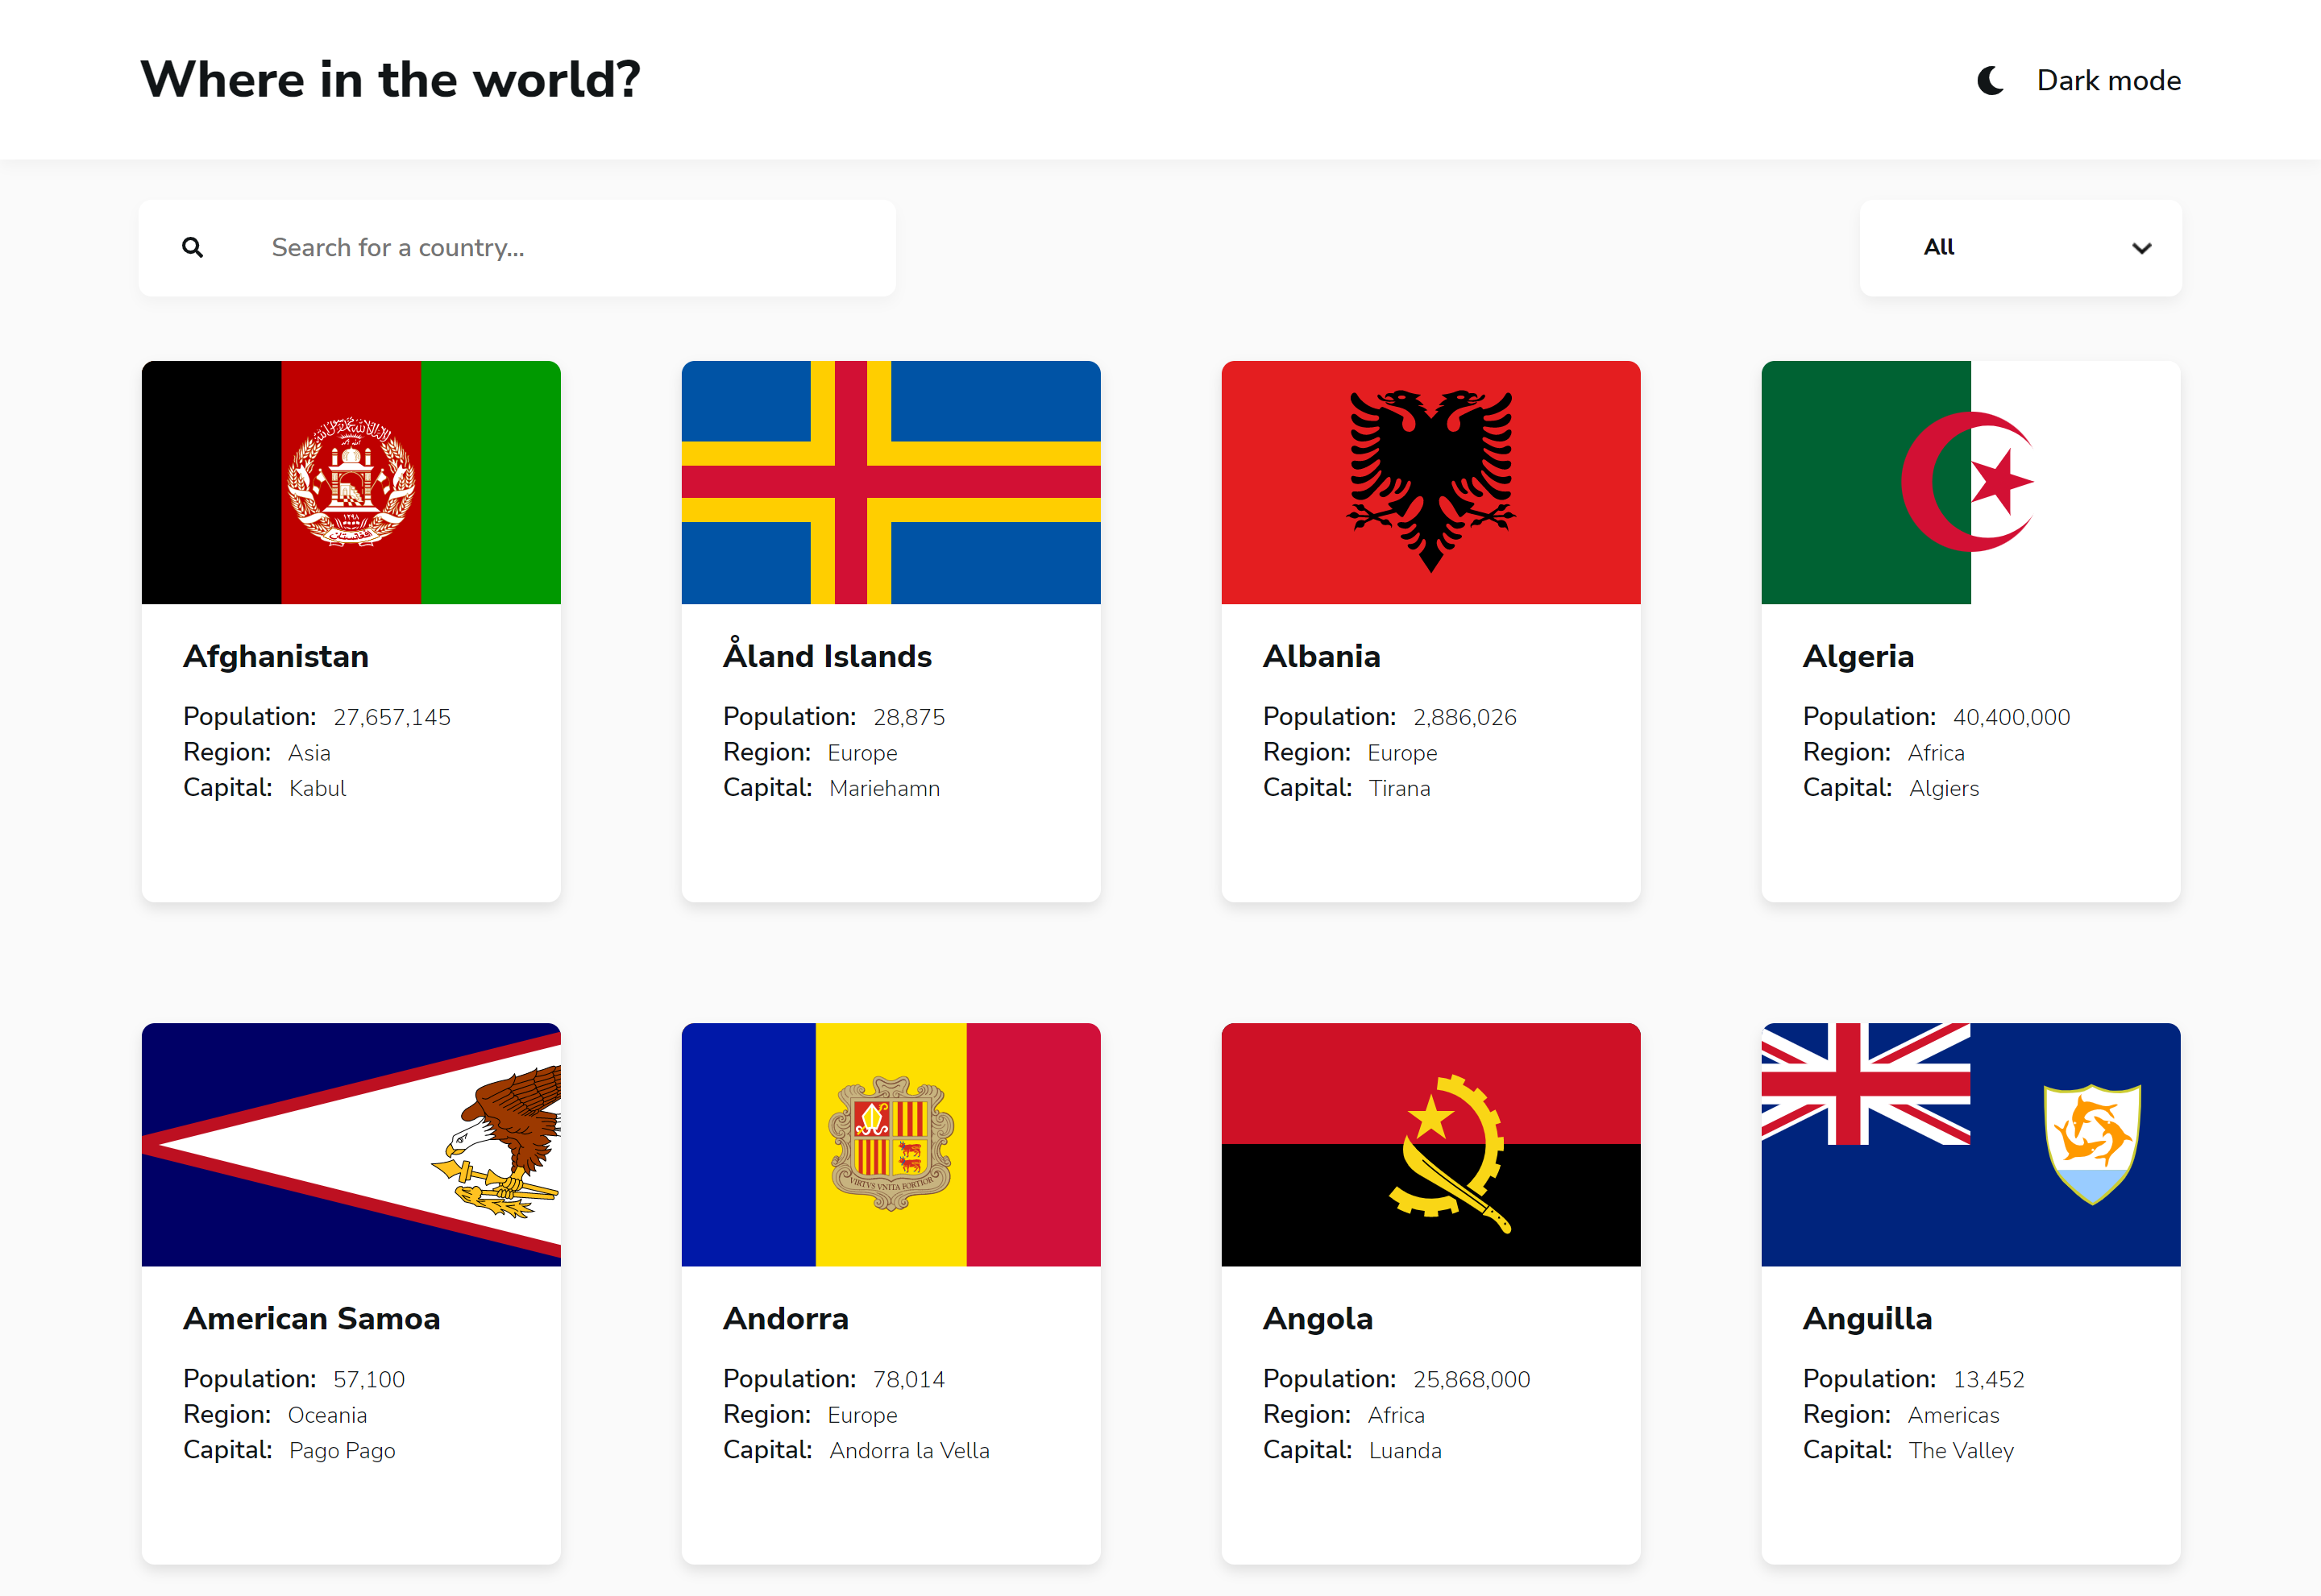 Where in the world?
Dark mode
Search for a country...
All
Afghanistan
Population: 27,657,145
Region: Asia
Capital: Kabul
Åland Islands
Population: 28,875
Region: Europe
Capital: Mariehamn
Albania
Population: 2,886,026
Region: Europe
Capital: Tirana
Algeria
Population: 40,400,000
Region: Africa
Capital: Algiers
American Samoa
Population: 57,100
Region: Oceania
Capital: Pago Pago
VIRTVS VNITA FORTIOR
Andorra
Population: 78,014
Region: Europe
Capital: Andorra la Vella
Angola
Population: 25,868,000
Region: Africa
Capital: Luanda
Anguilla
Population: 13,452
Region: Americas
Capital: The Valley